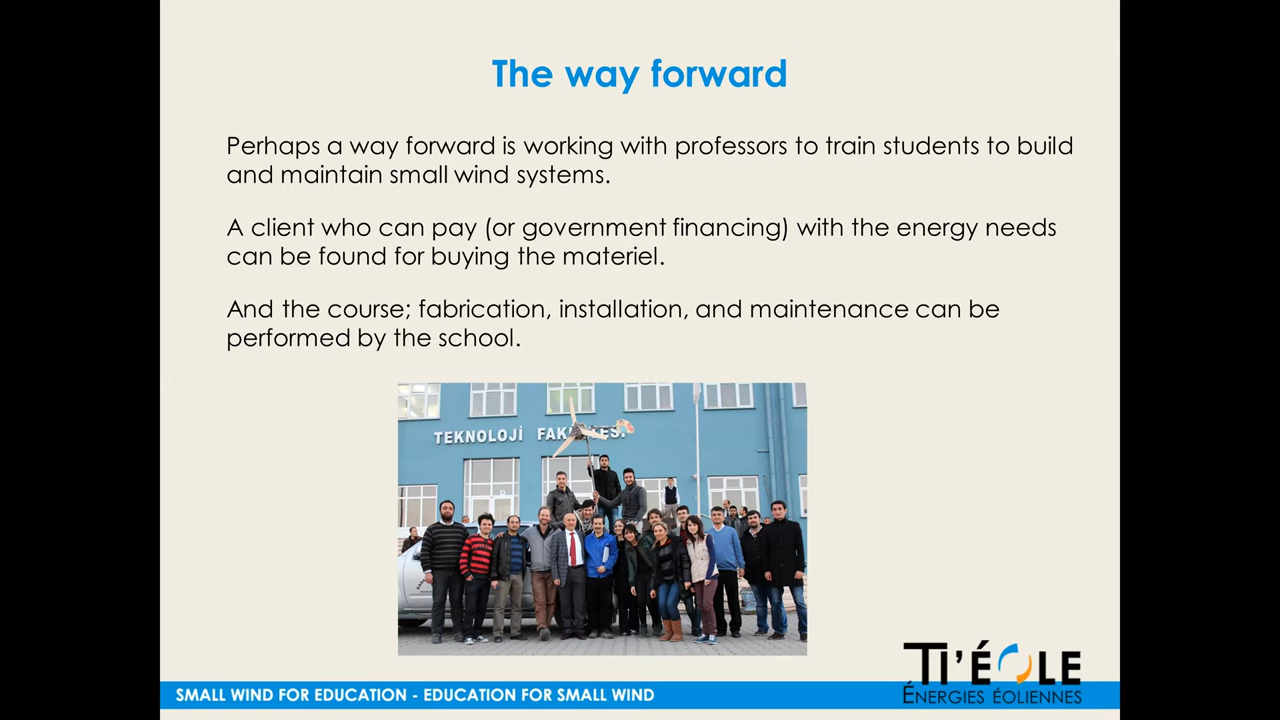 The way forward
Perhaps a way forward is working with professors to train students to build
and maintain small wind systems.
A client who can pay (or government financing) with the energy needs
can be found for buying the materiel.
And the course; fabrication, installation, and maintenance can be
performed by the school.
TEKNOLOJİ
SMALL WIND FOR EDUCATION - EDUCATION FOR SMALL WIND
TI'ÉOLE
ÉNERGIES ÉOLIENNES